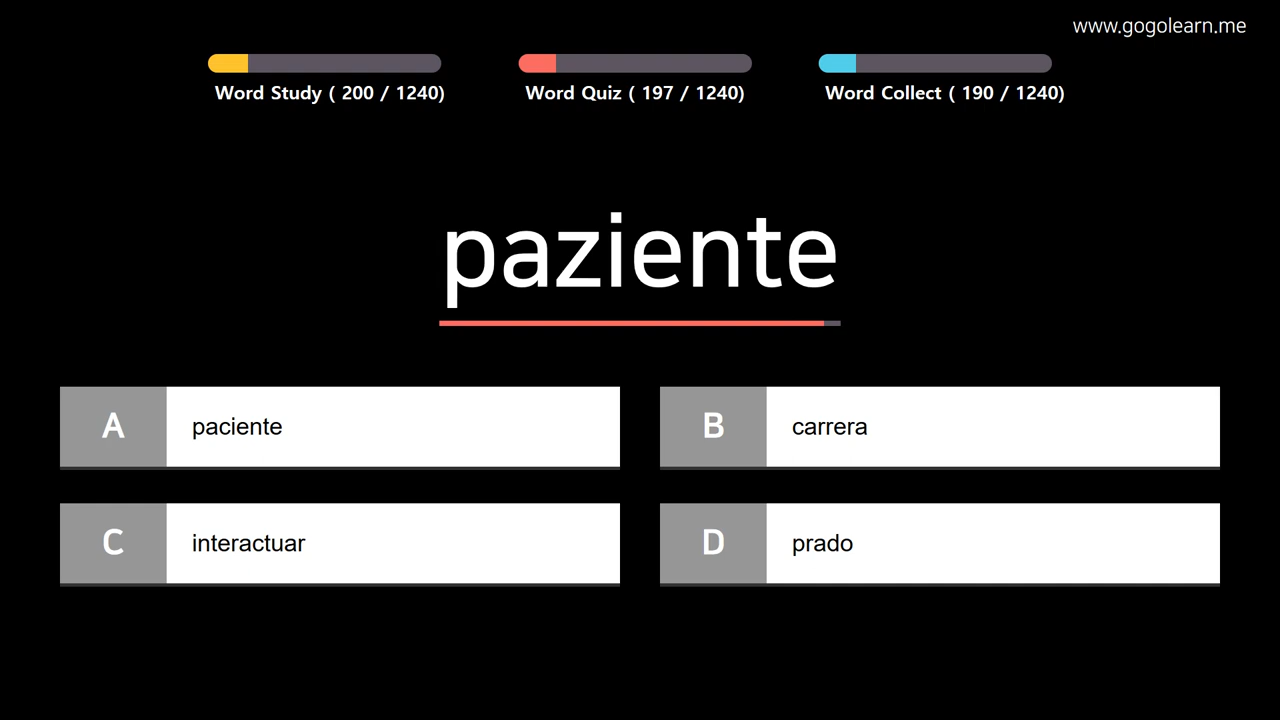 www.gogolearn.me
Word Study ( 200 / 1240)
Word Quiz ( 197 / 1240)
Word Collect ( 190 / 1240)
paziente
A paciente
B carrera
C interactuar
D prado